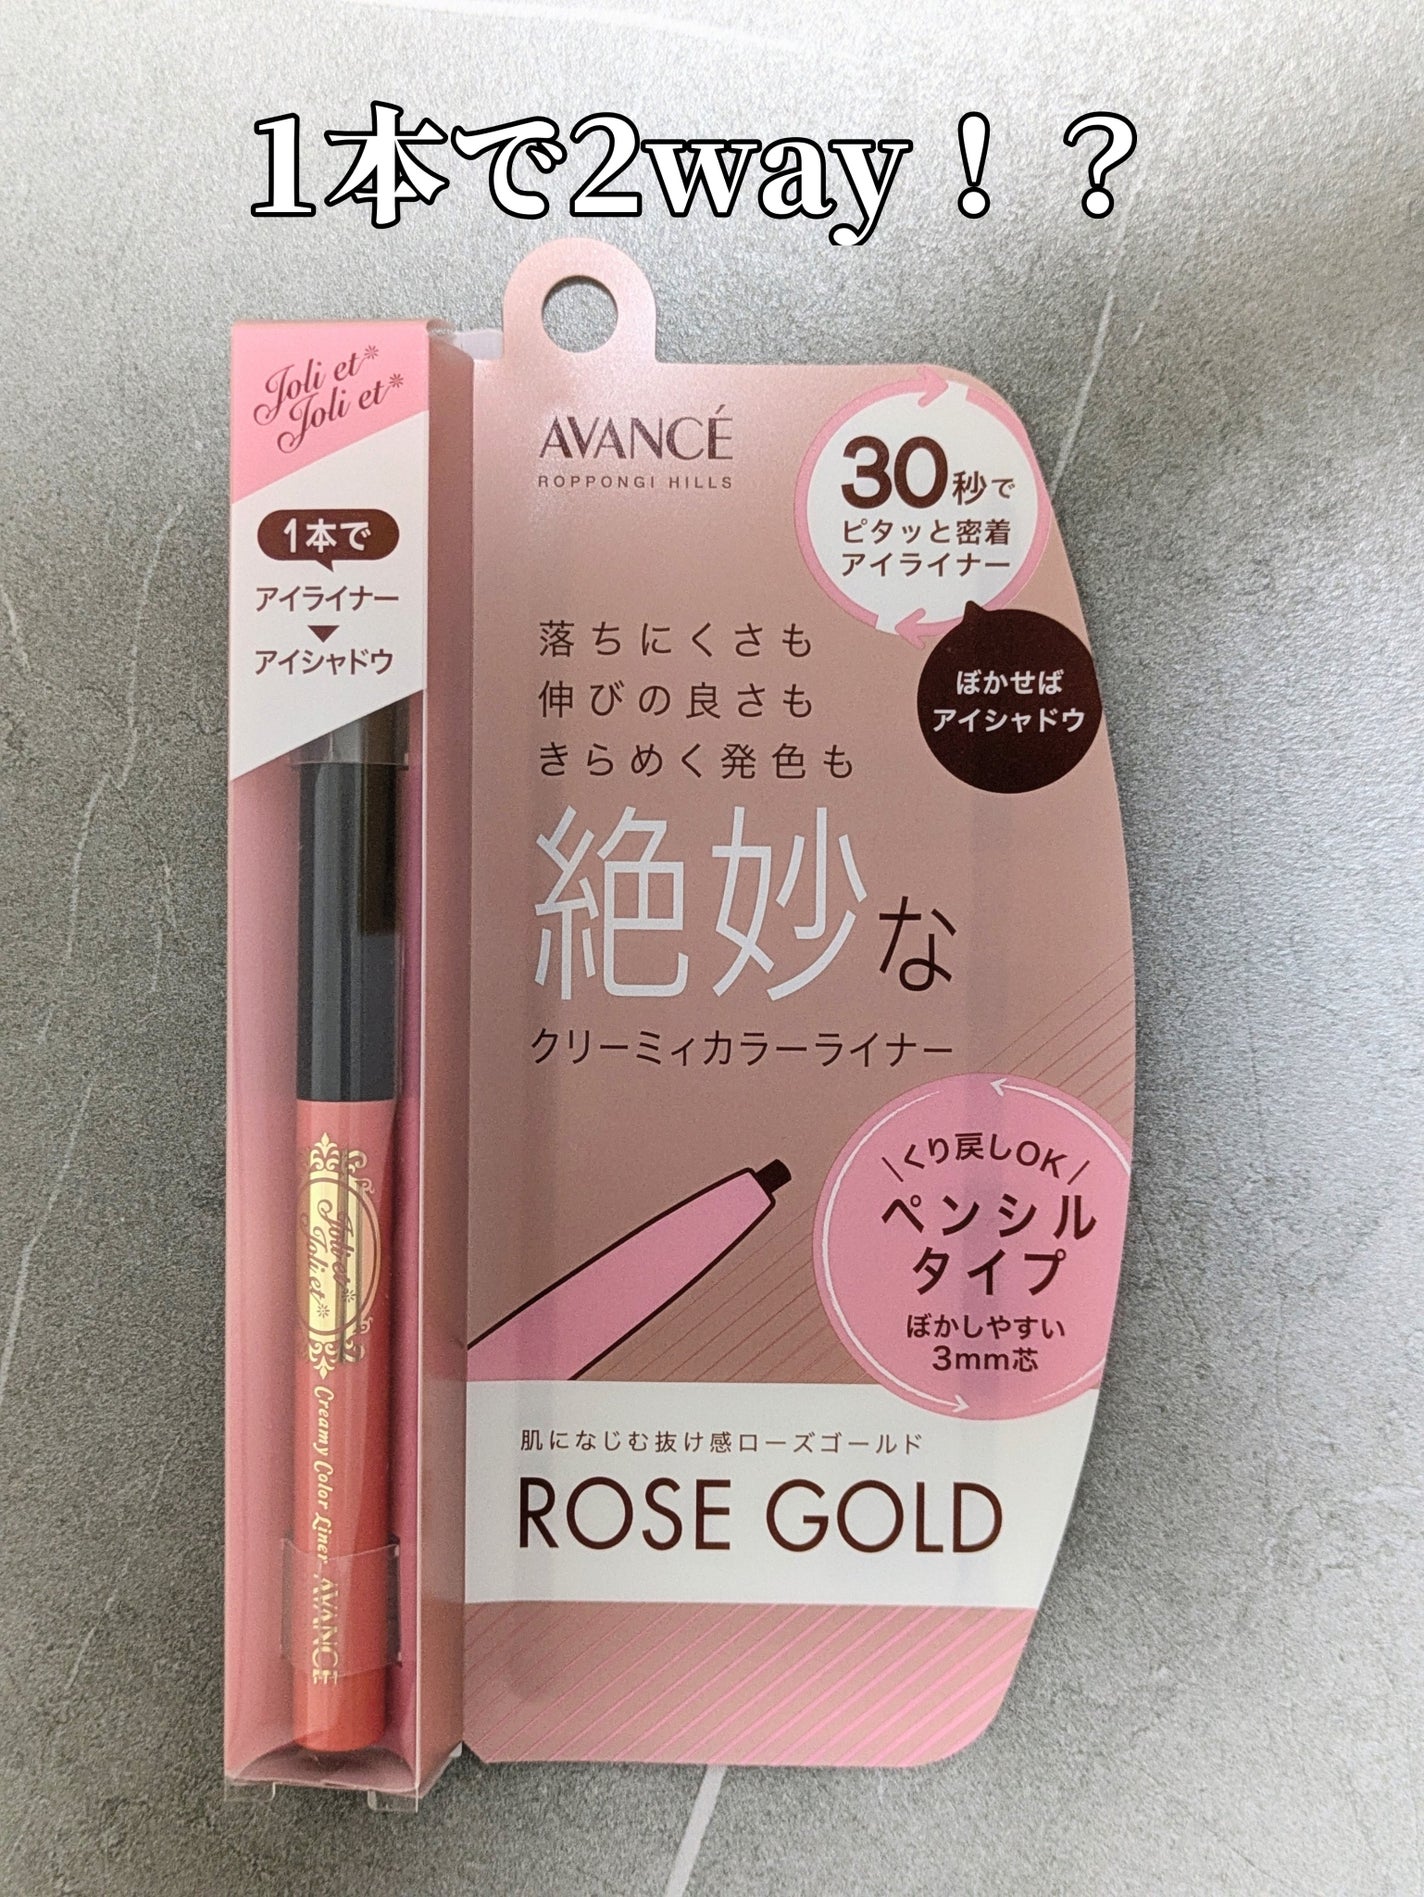 1本で2way！？
Joli et*
Joli et*
1本で
アイライナー
アイシャドウ
AVANCÉ
ROPPONGI HILLS
30秒で
ピタッと密着
アイライナー
ぼかせば
アイシャドウ
落ちにくさも
伸びの良さも
きらめく発色も
絶妙な
クリーミィカラーライナー
くり戻しOK
ペンシル
タイプ
ぼかしやすい
3mm芯
肌になじむ抜け感ローズゴールド
ROSE GOLD
Joli et*
Joli et*
Creamy Color Liner AVANCE